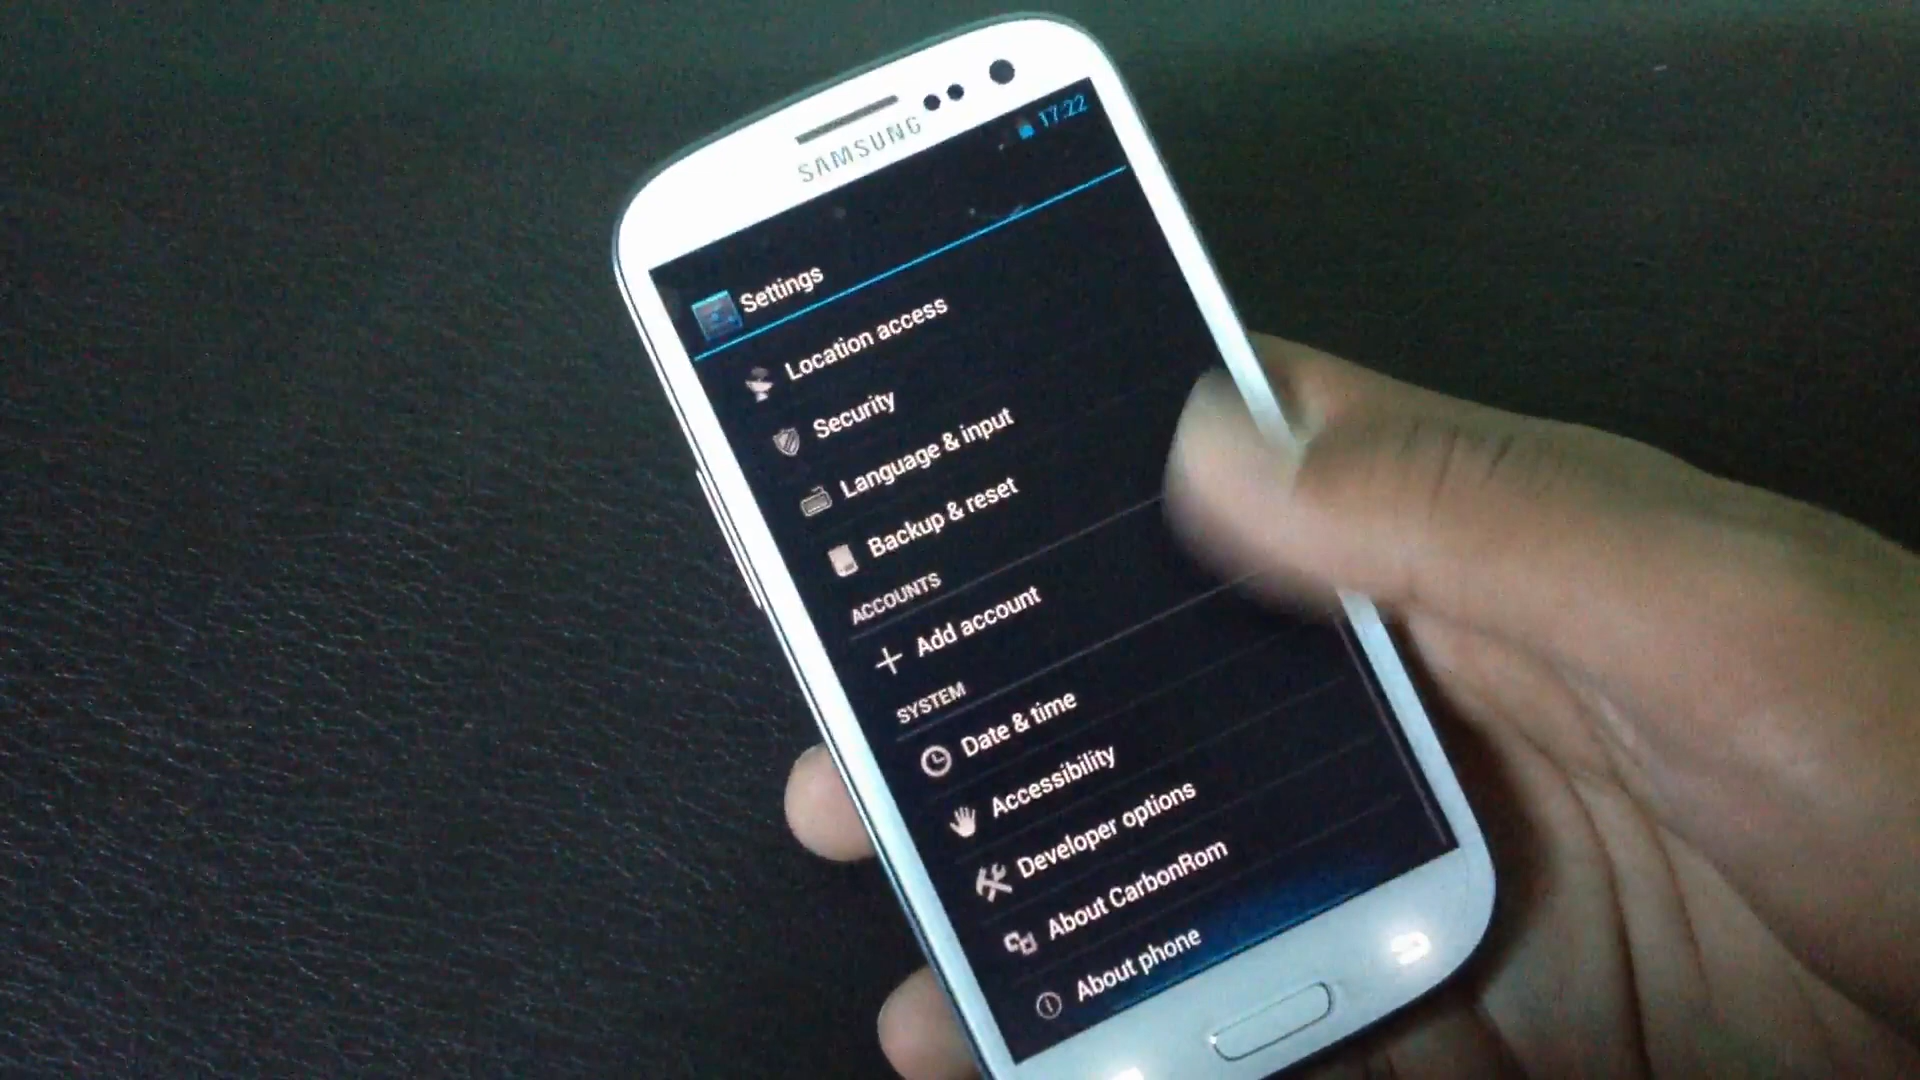 SAMSUNG
17:22
Settings
Location access
Security
Language & input
Backup & reset
ACCOUNTS
Add account
SYSTEM
Date & time
Accessibility
Developer options
About CarbonRom
About phone